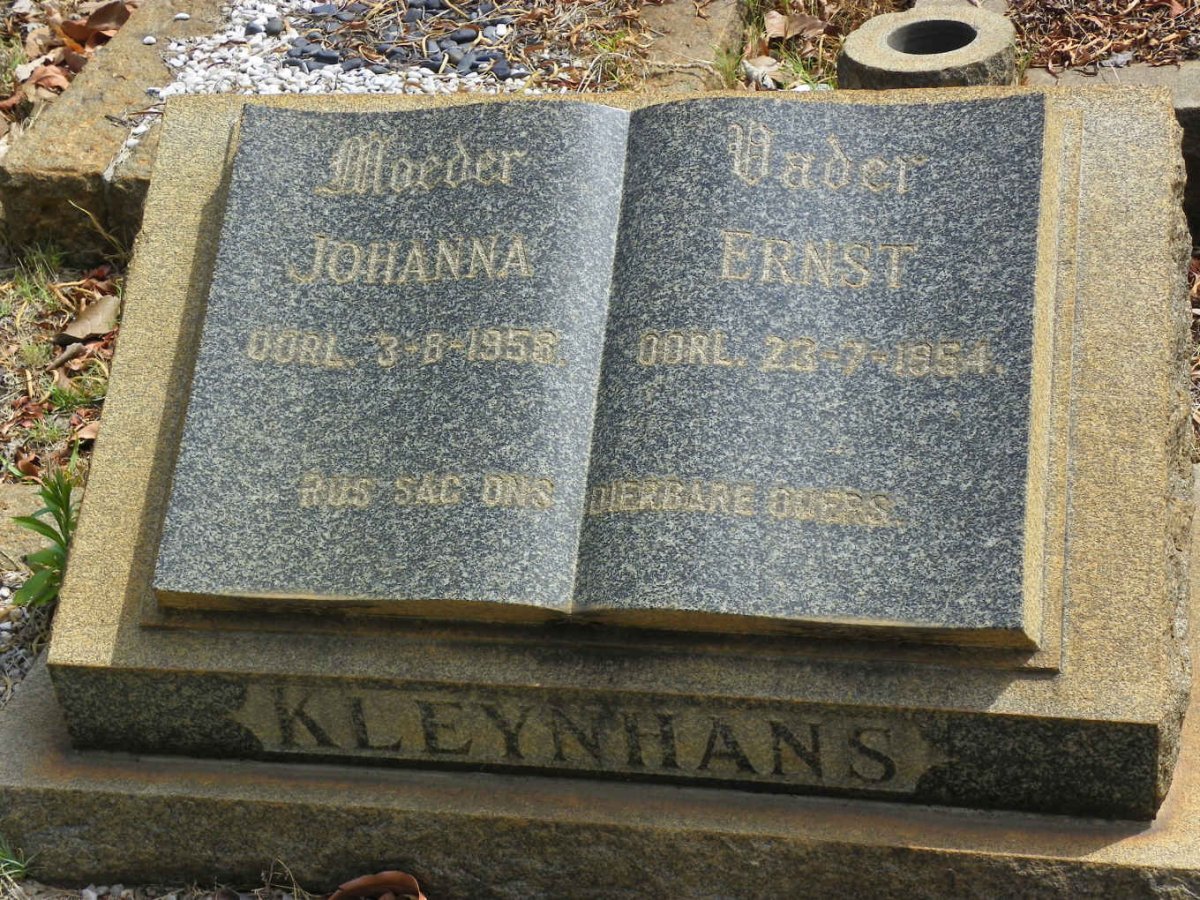 Moeder
JOHANNA
OORL. 3-8-1958.
Vader
ERNST
OORL. 23-7-1954.
RUS SAG ONS DIERBARE OUERS.
KLEYNHANS